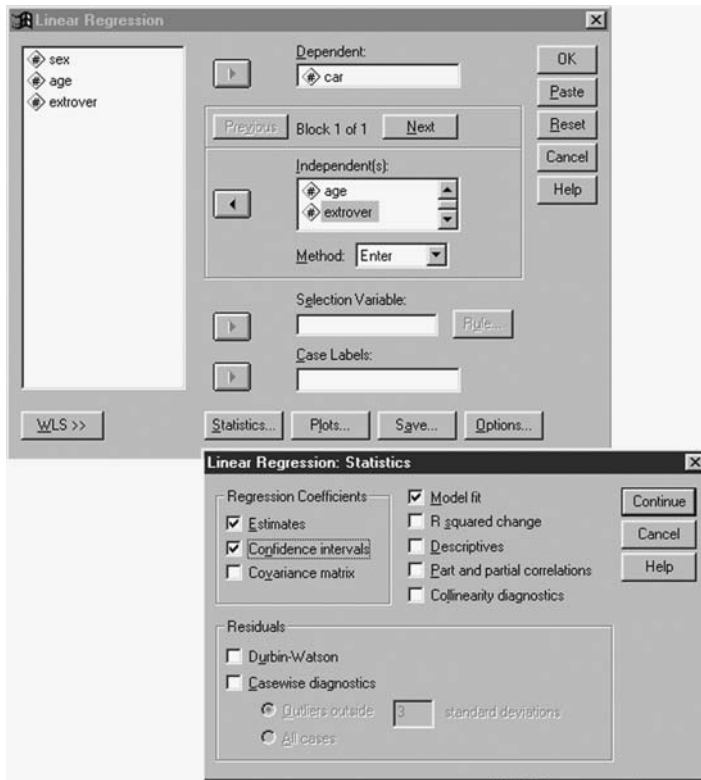 Linear Regression
sex
age
extrover
Dependent:
car
Previous
Block 1 of 1
Next
Independent(s):
age
extrover
Method:
Enter
Selection Variable:
Rule...
Case Labels:
WLS >>
Statistics...
Plots...
Save...
Options...
OK
Paste
Reset
Cancel
Help
Linear Regression: Statistics
Regression Coefficients
Estimates
Confidence intervals
Covariance matrix
Model fit
R squared change
Descriptives
Part and partial correlations
Collinearity diagnostics
Continue
Cancel
Help
Residuals
Durbin-Watson
Casewise diagnostics
Outliers outside: 3 standard deviations
All cases